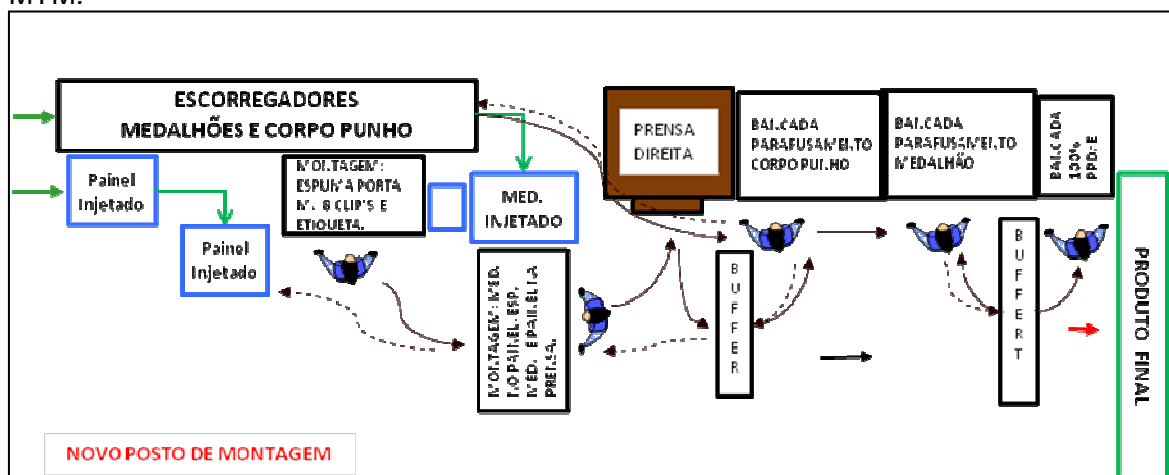 MTM.
ESCORREGADORES
MEDALHÕES E CORPO PUNHO
Painel
Injetado
Painel
Injetado
MONTAGEM:
ESPUMA PORTA
M. 8 CLIP'S E
ETIQUETA.
MED.
INJETADO
MONTAGEM: MED.
NO PAINEL. ESP.
MED. E PAINEL NA
PRENSA.
PRENSA
DIREITA
BANCADA
PARAFUSAMENTO
CORPO PUNHO
BANCADA
PARAFUSAMENTO
MEDALHÃO
BANCADA
100%
BUFFER
BUFFERT
PRODUTO FINAL
NOVO POSTO DE MONTAGEM